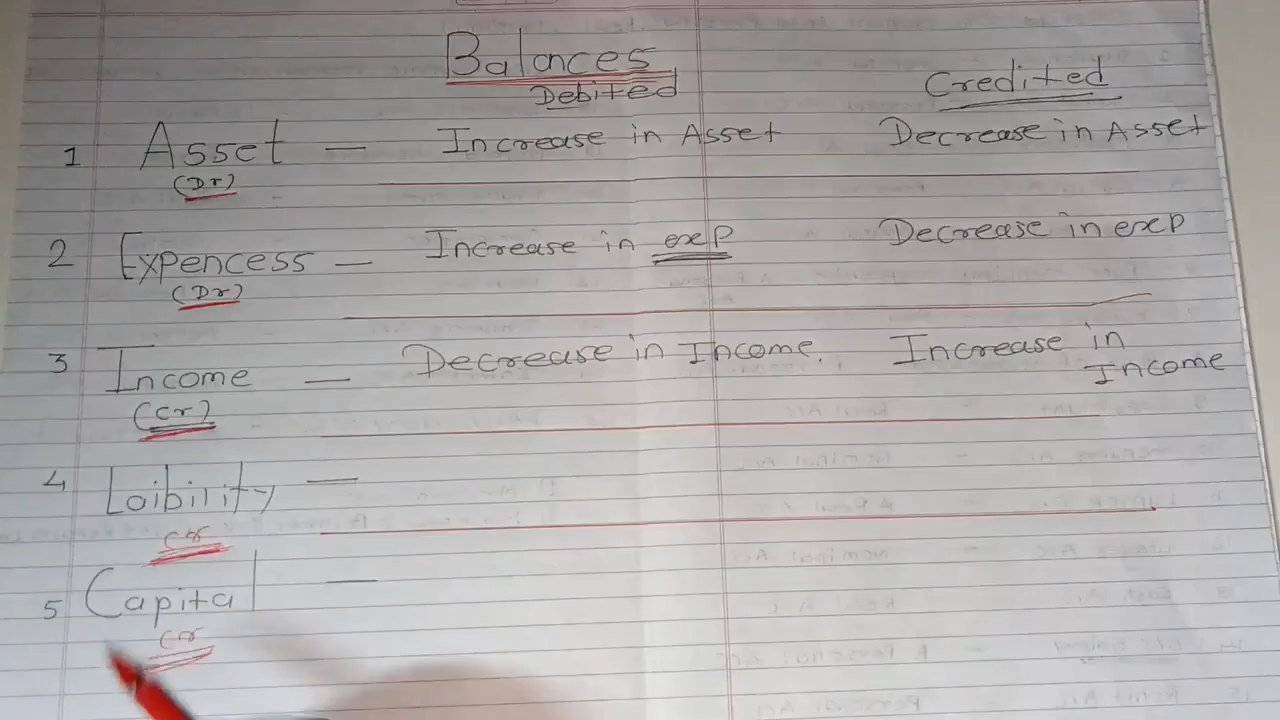 Balances
Debited Credited
1 Asset — Increase in Asset Decrease in Asset
(Dr)
2 Expencess — Increase in exp Decrease in exp
(Dr)
3 Income — Decrease in Income. Increase in Income
(Cr)
4 Loibility —
Cr
5 Capital —
Cr